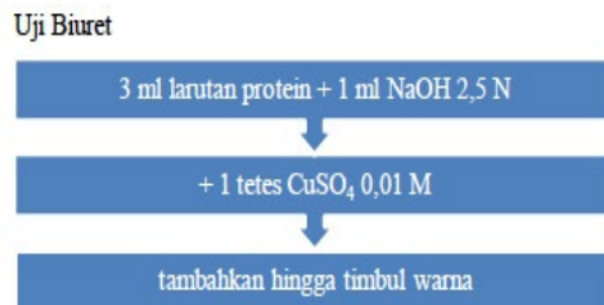 Uji Biuret
3 ml larutan protein + 1 ml NaOH 2,5 N
+ 1 tetes CuSO₄ 0,01 M
tambahkan hingga timbul warna